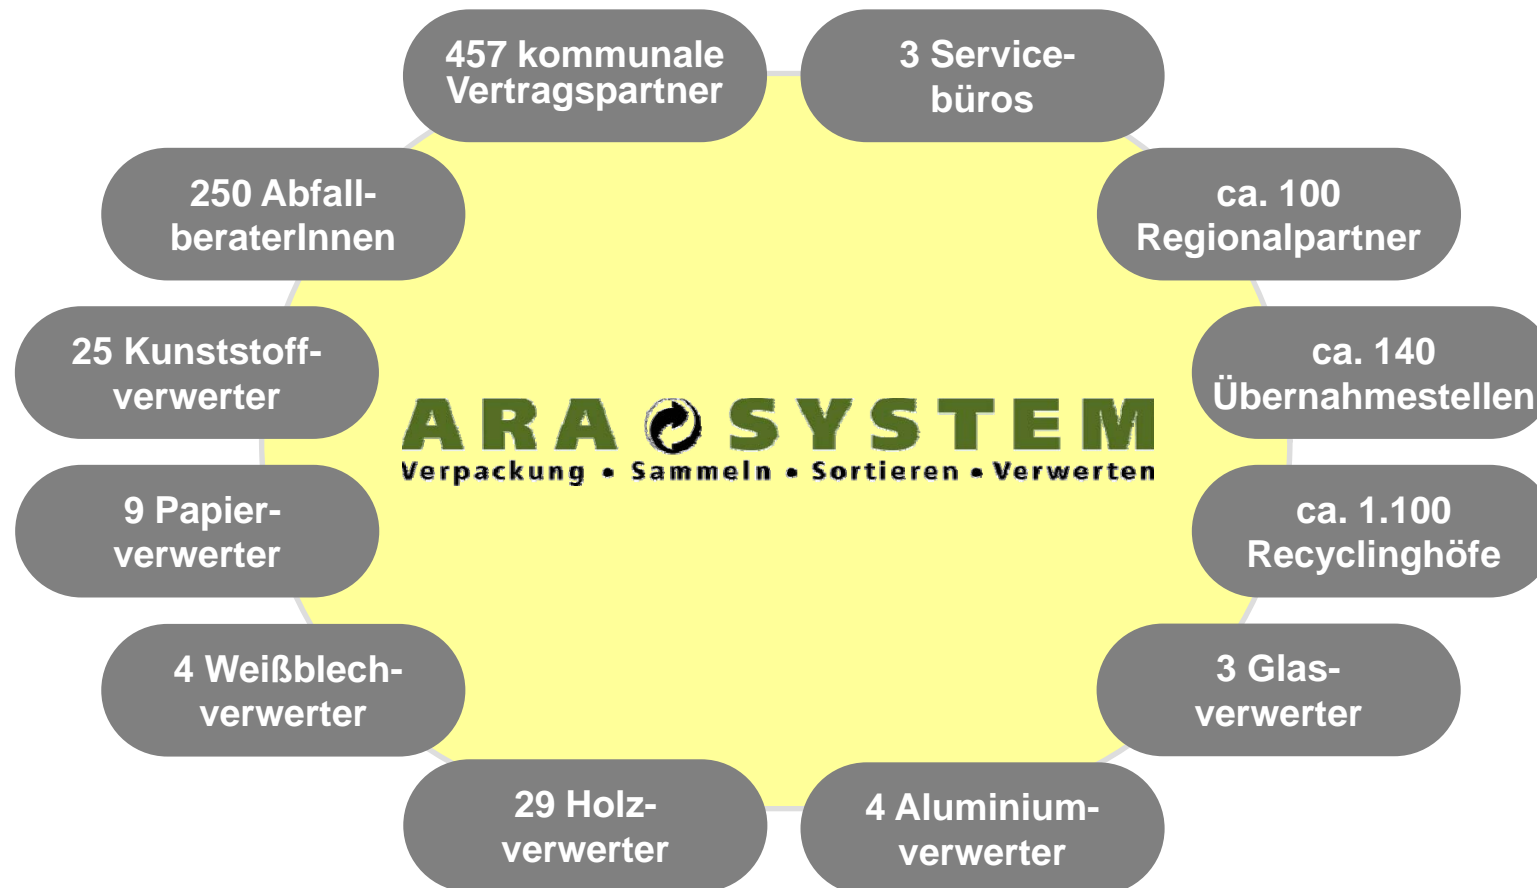 457 kommunale
Vertragspartner
3 Service-
büros
250 Abfall-
beraterInnen
ca. 100
Regionalpartner
25 Kunststoff-
verwerter
ca. 140
Übernahmestellen
ARA SYSTEM
Verpackung • Sammeln • Sortieren • Verwerten
9 Papier-
verwerter
ca. 1.100
Recyclinghöfe
4 Weißblech-
verwerter
3 Glas-
verwerter
29 Holz-
verwerter
4 Aluminium-
verwerter